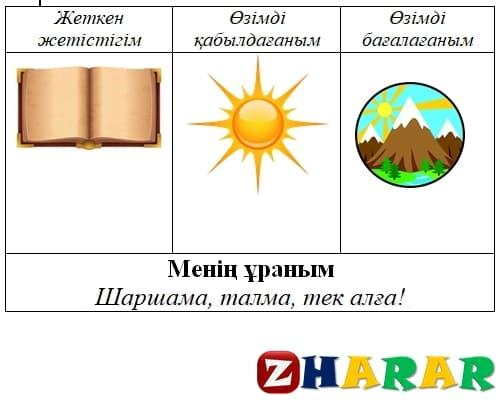 Жеткен
жетістігім
Өзімді
қабылдағаным
Өзімді
бағалағаным
Менің ұраным
Шаршама, талма, тек алға!
ZHARAR